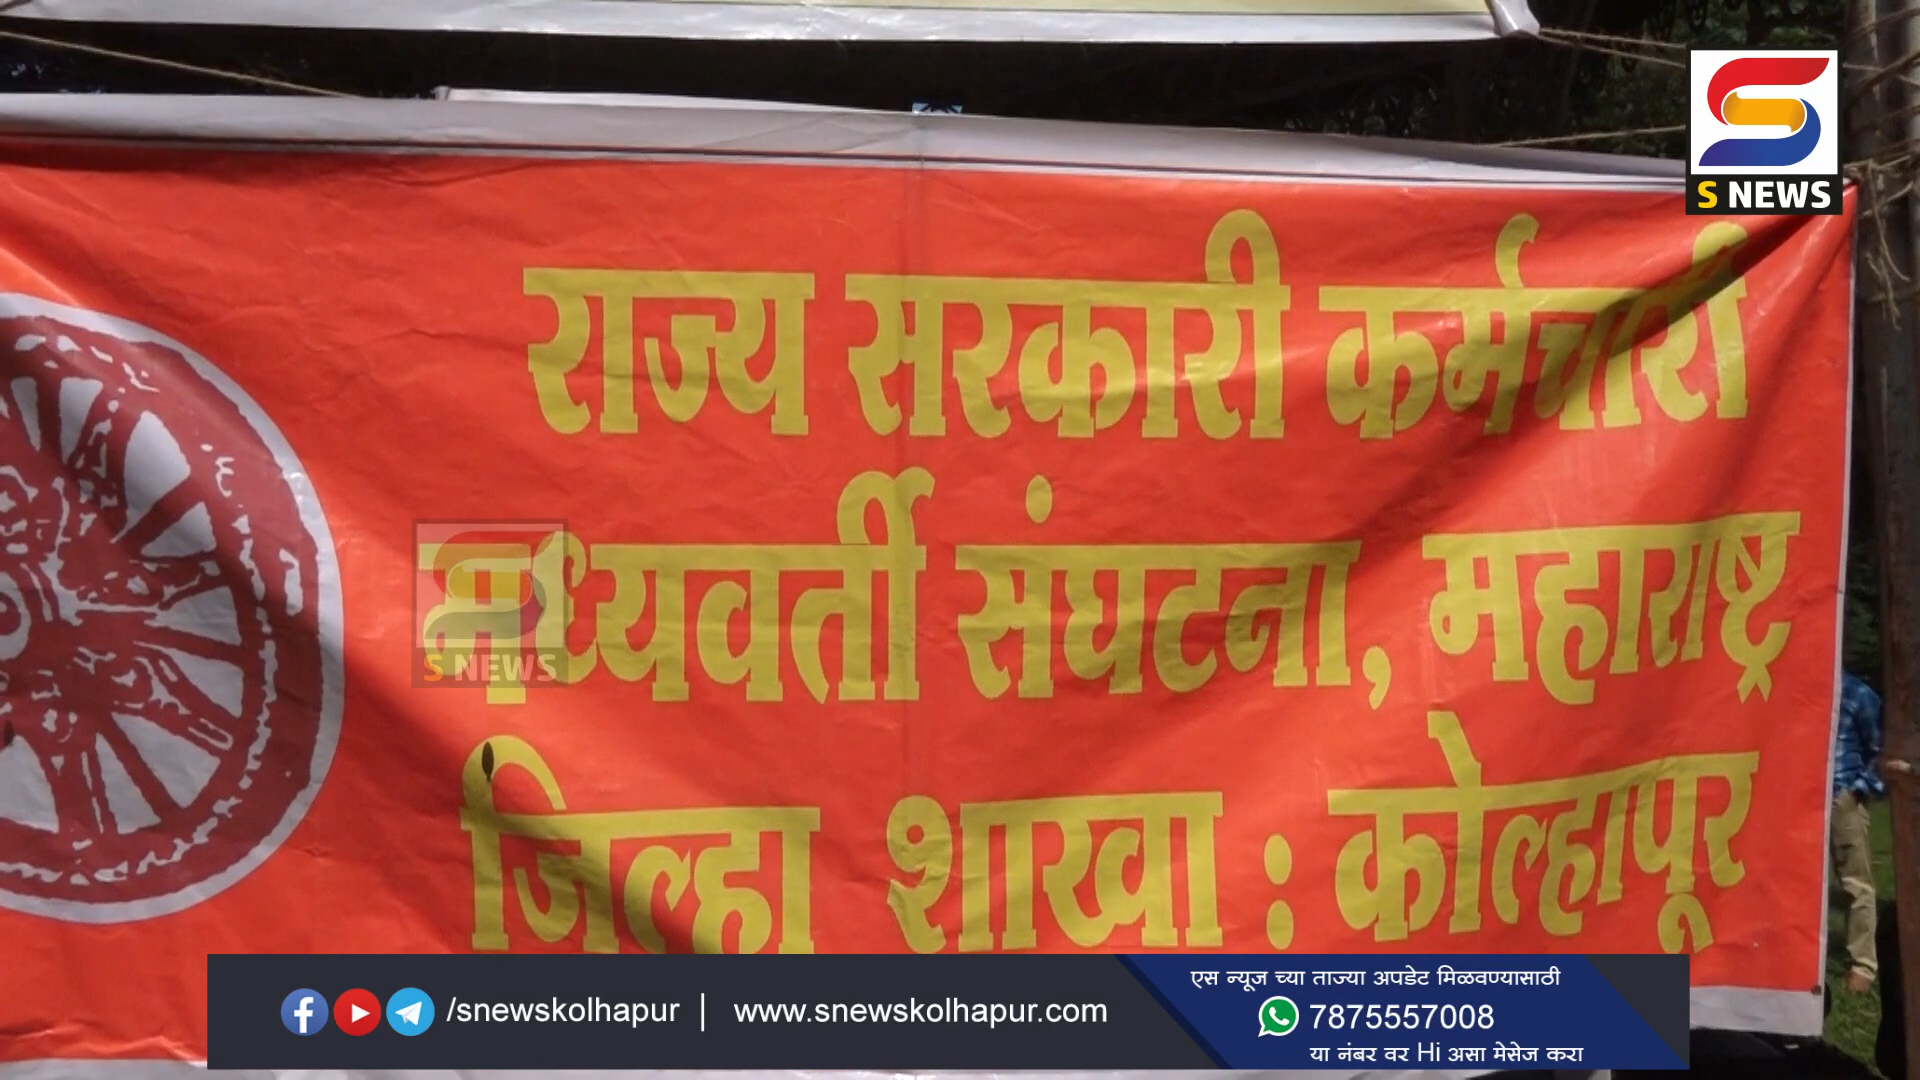 S NEWS
राज्य सरकारी कर्मचारी
मध्यवर्ती संघटना, महाराष्ट्र
S NEWS
जिल्हा शाखा : कोल्हापूर
/snewskolhapur | www.snewskolhapur.com
एस न्यूज च्या ताज्या अपडेट मिळवण्यासाठी
7875557008
या नंबर वर Hi असा मेसेज करा